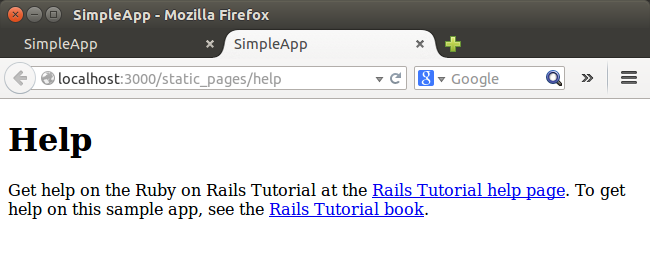 SimpleApp - Mozilla Firefox
SimpleApp SimpleApp
localhost:3000/static_pages/help Google
Help
Get help on the Ruby on Rails Tutorial at the Rails Tutorial help page. To get
help on this sample app, see the Rails Tutorial book.